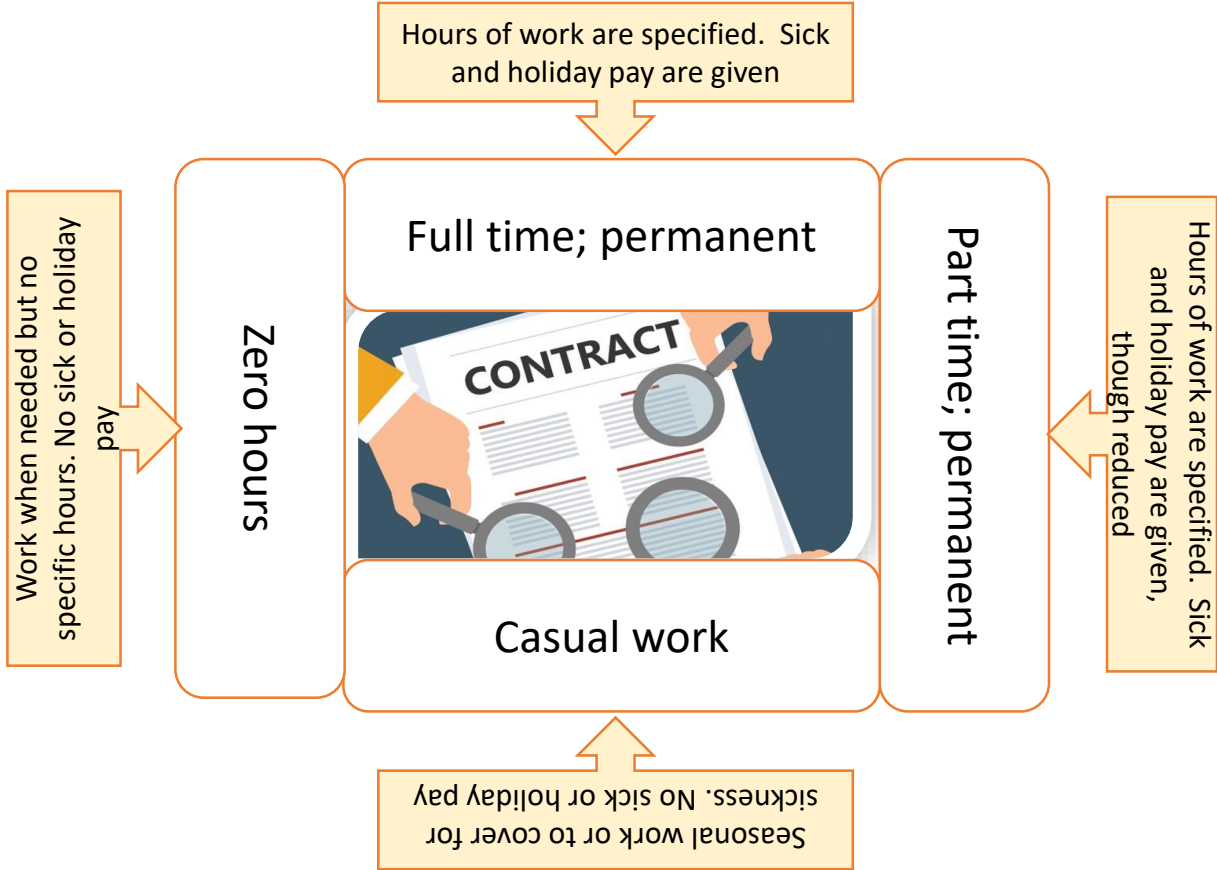 Hours of work are specified.  Sick
and holiday pay are given
Full time; permanent
Work when needed but no
specific hours. No sick or holiday
pay
Zero hours
CONTRACT
Part time; permanent
Hours of work are specified.  Sick
and holiday pay are given,
though reduced
Casual work
Seasonal work or to cover for
sickness. No sick or holiday pay